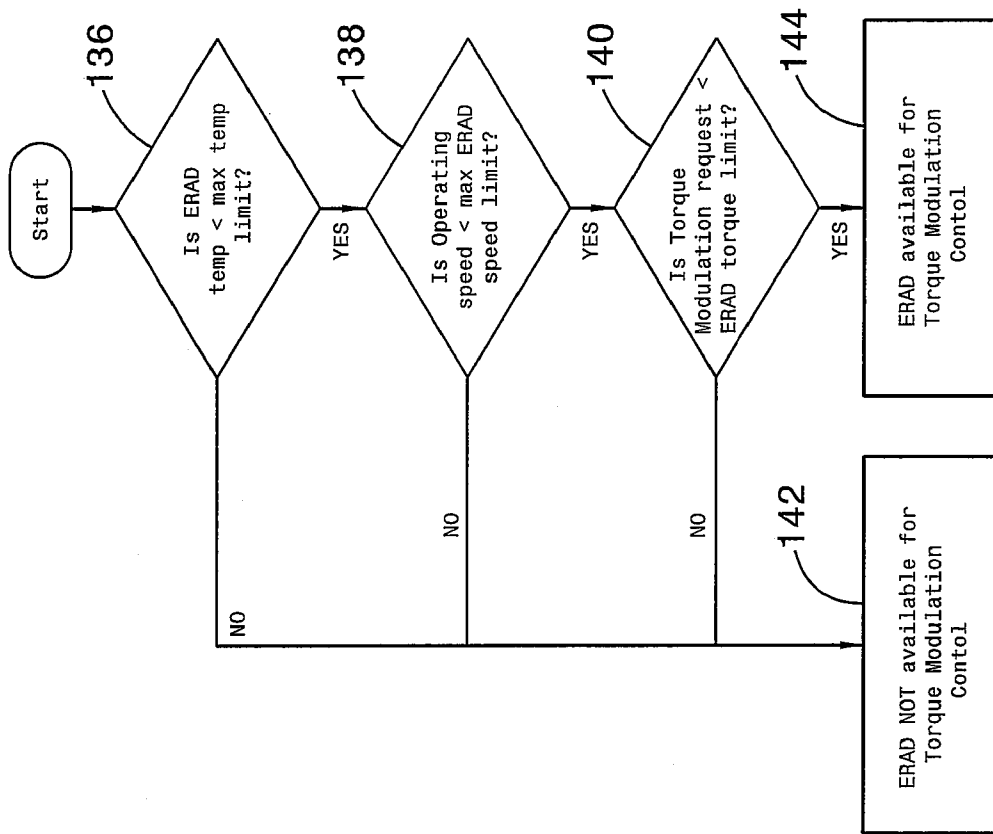 Start
136
Is ERAD
temp < max temp
limit?
NO
YES
138
Is Operating
speed < max ERAD
speed limit?
NO
YES
140
Is Torque
Modulation request <
ERAD torque limit?
NO
YES
142
ERAD NOT available for
Torque Modulation
Contol
144
ERAD available for
Torque Modulation
Contol